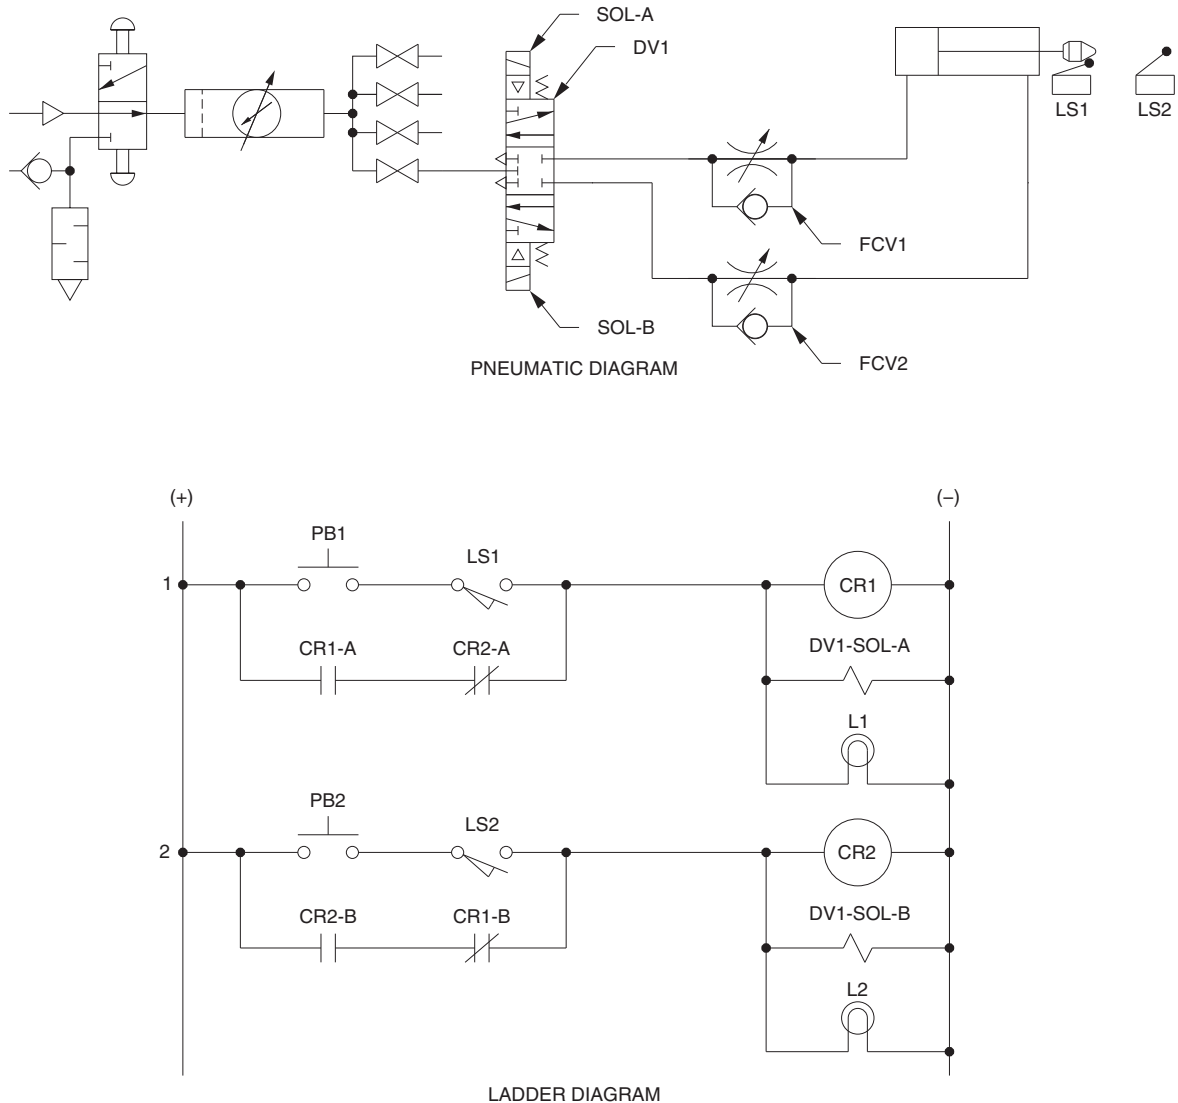 SOL-A
DV1
LS1 LS2
FCV1
SOL-B
FCV2
PNEUMATIC DIAGRAM
(+) (–)
PB1
LS1
1
CR1
CR1-A CR2-A DV1-SOL-A
L1
PB2
LS2
2
CR2
CR2-B CR1-B DV1-SOL-B
L2
LADDER DIAGRAM